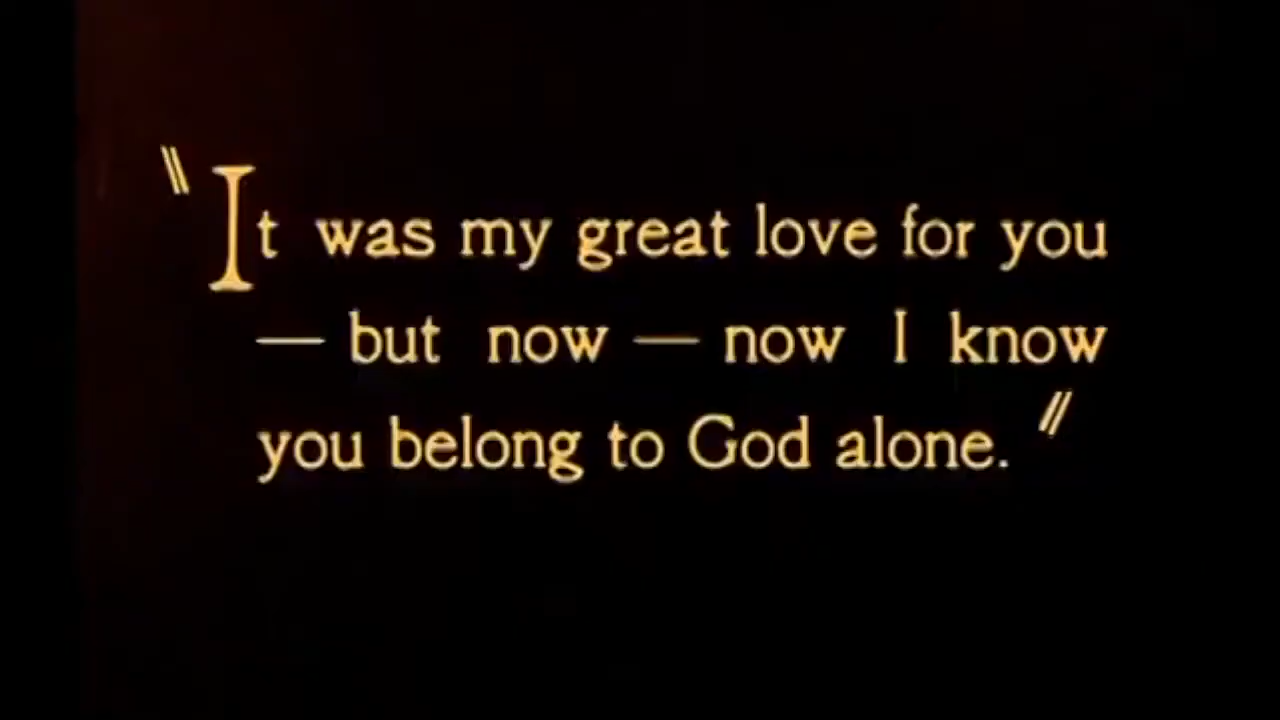 "It was my great love for you
— but now — now I know
you belong to God alone."